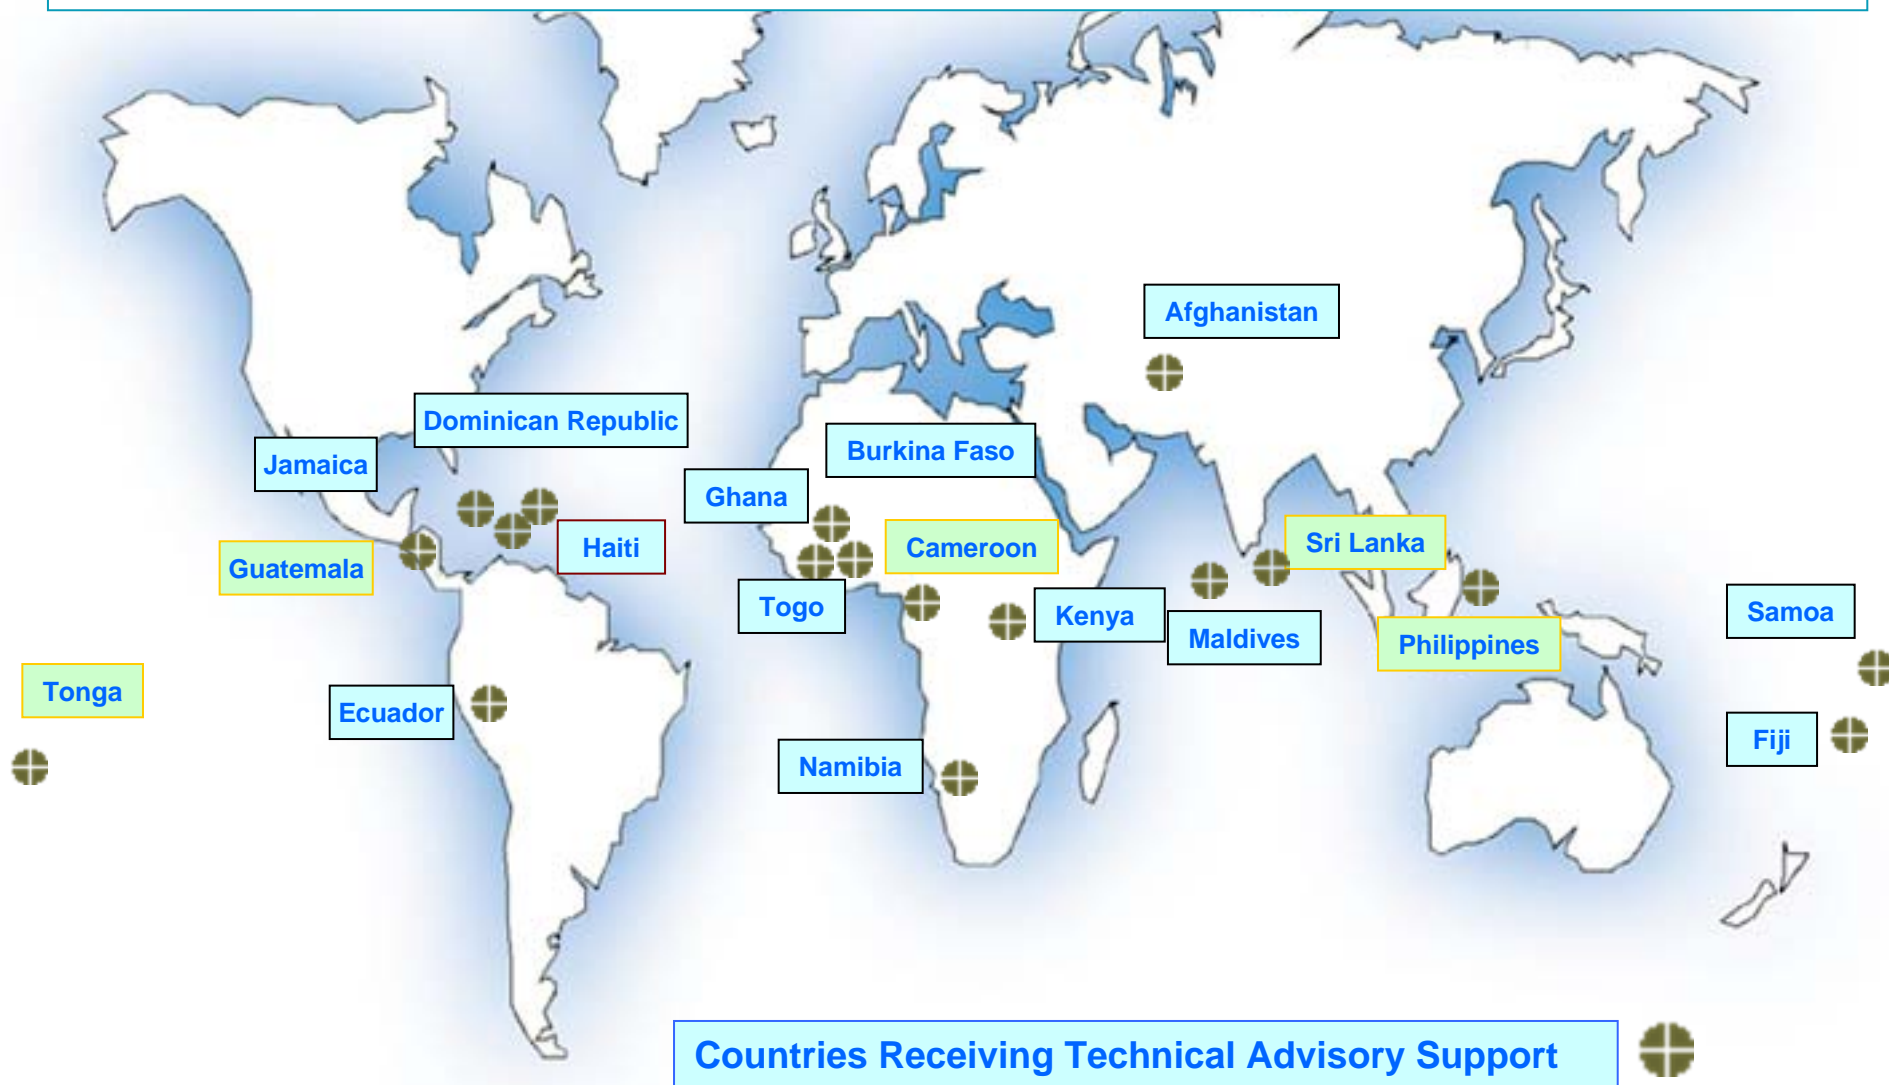 Afghanistan
Dominican Republic
Jamaica
Burkina Faso
Ghana
Haiti
Cameroon
Sri Lanka
Guatemala
Togo
Kenya
Maldives
Philippines
Samoa
Tonga
Ecuador
Namibia
Fiji
Countries Receiving Technical Advisory Support